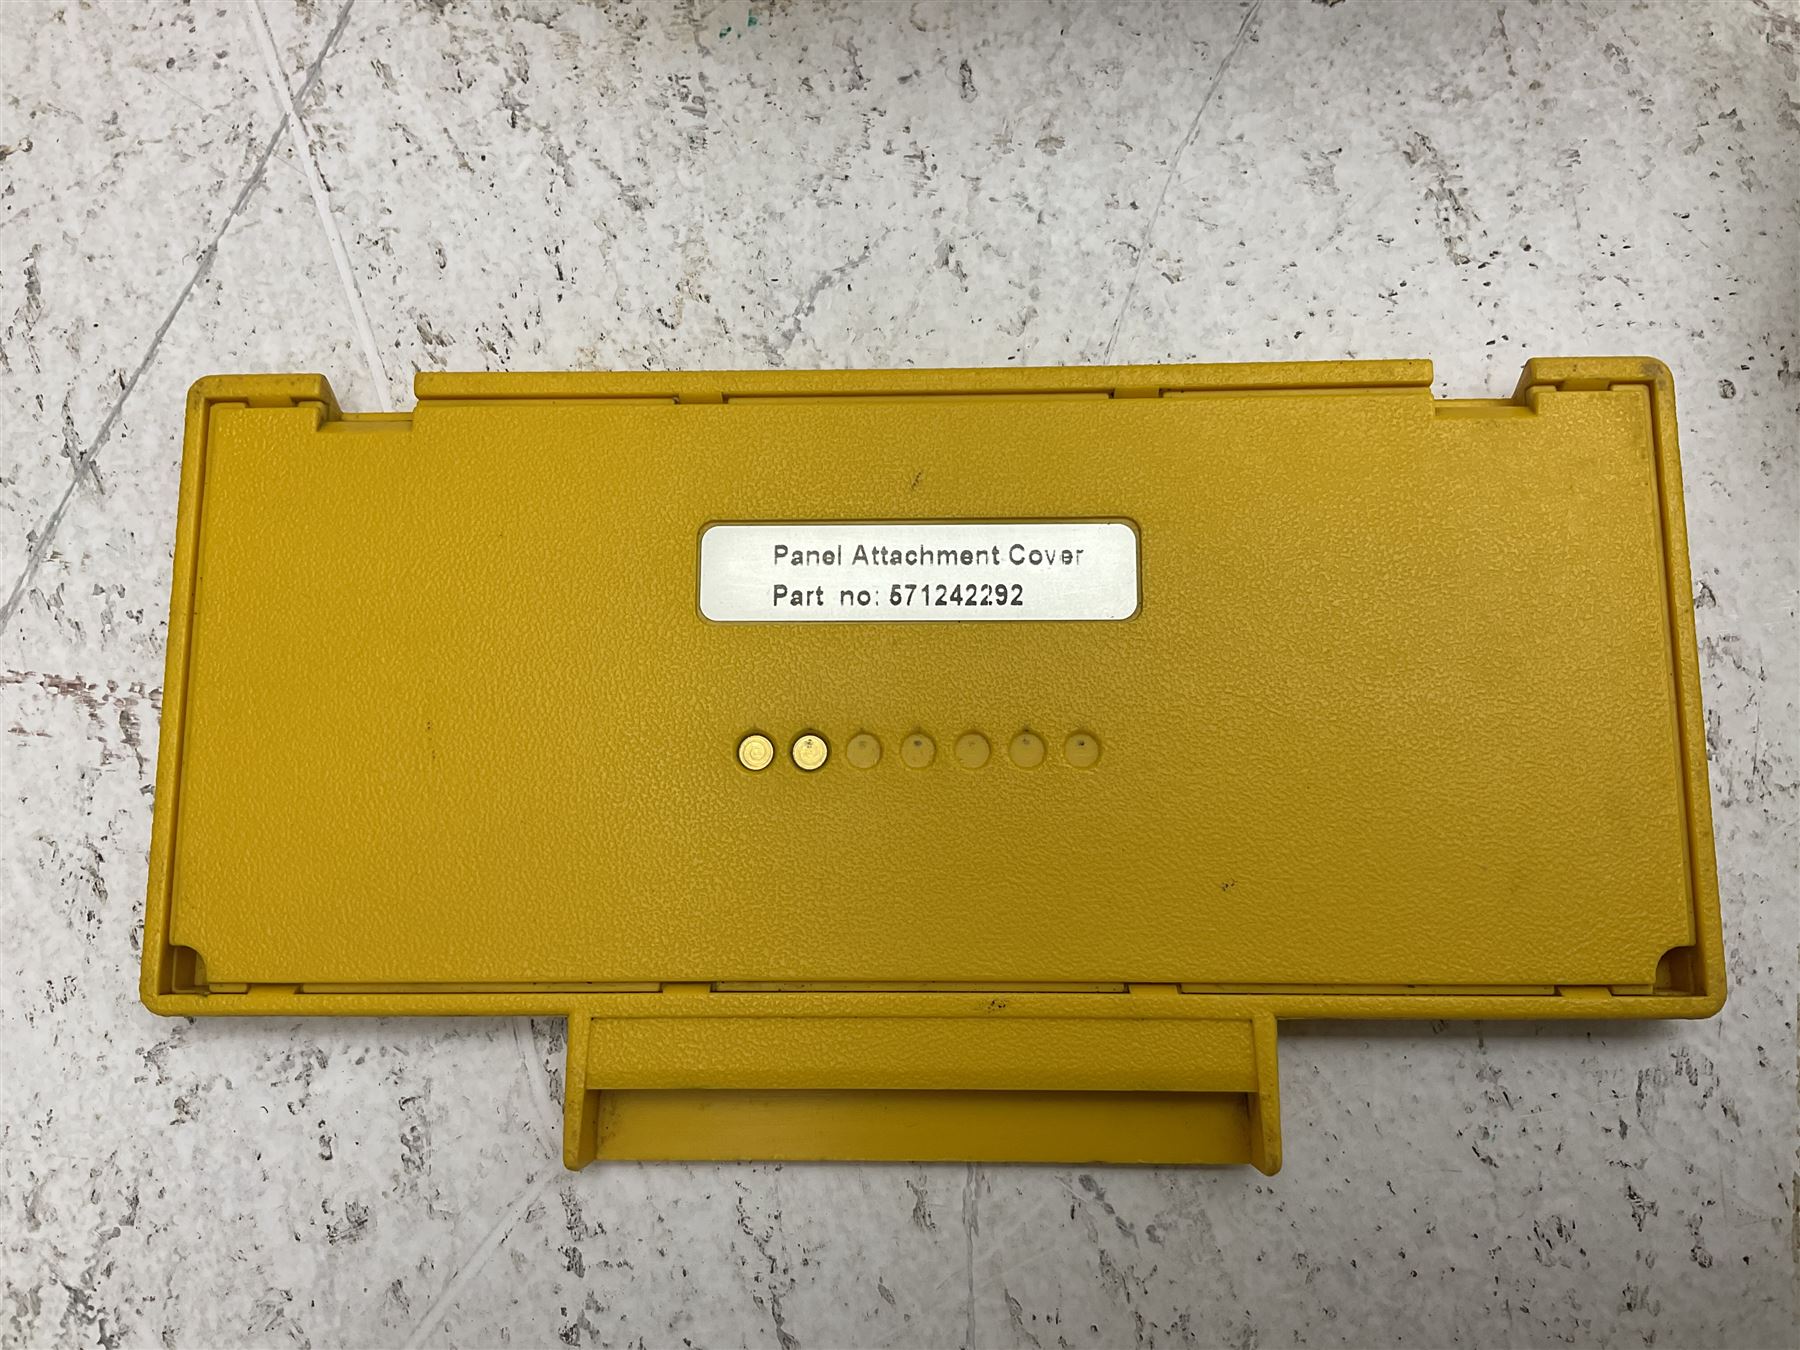 Panel Attachment Cover
Part no: 571242292